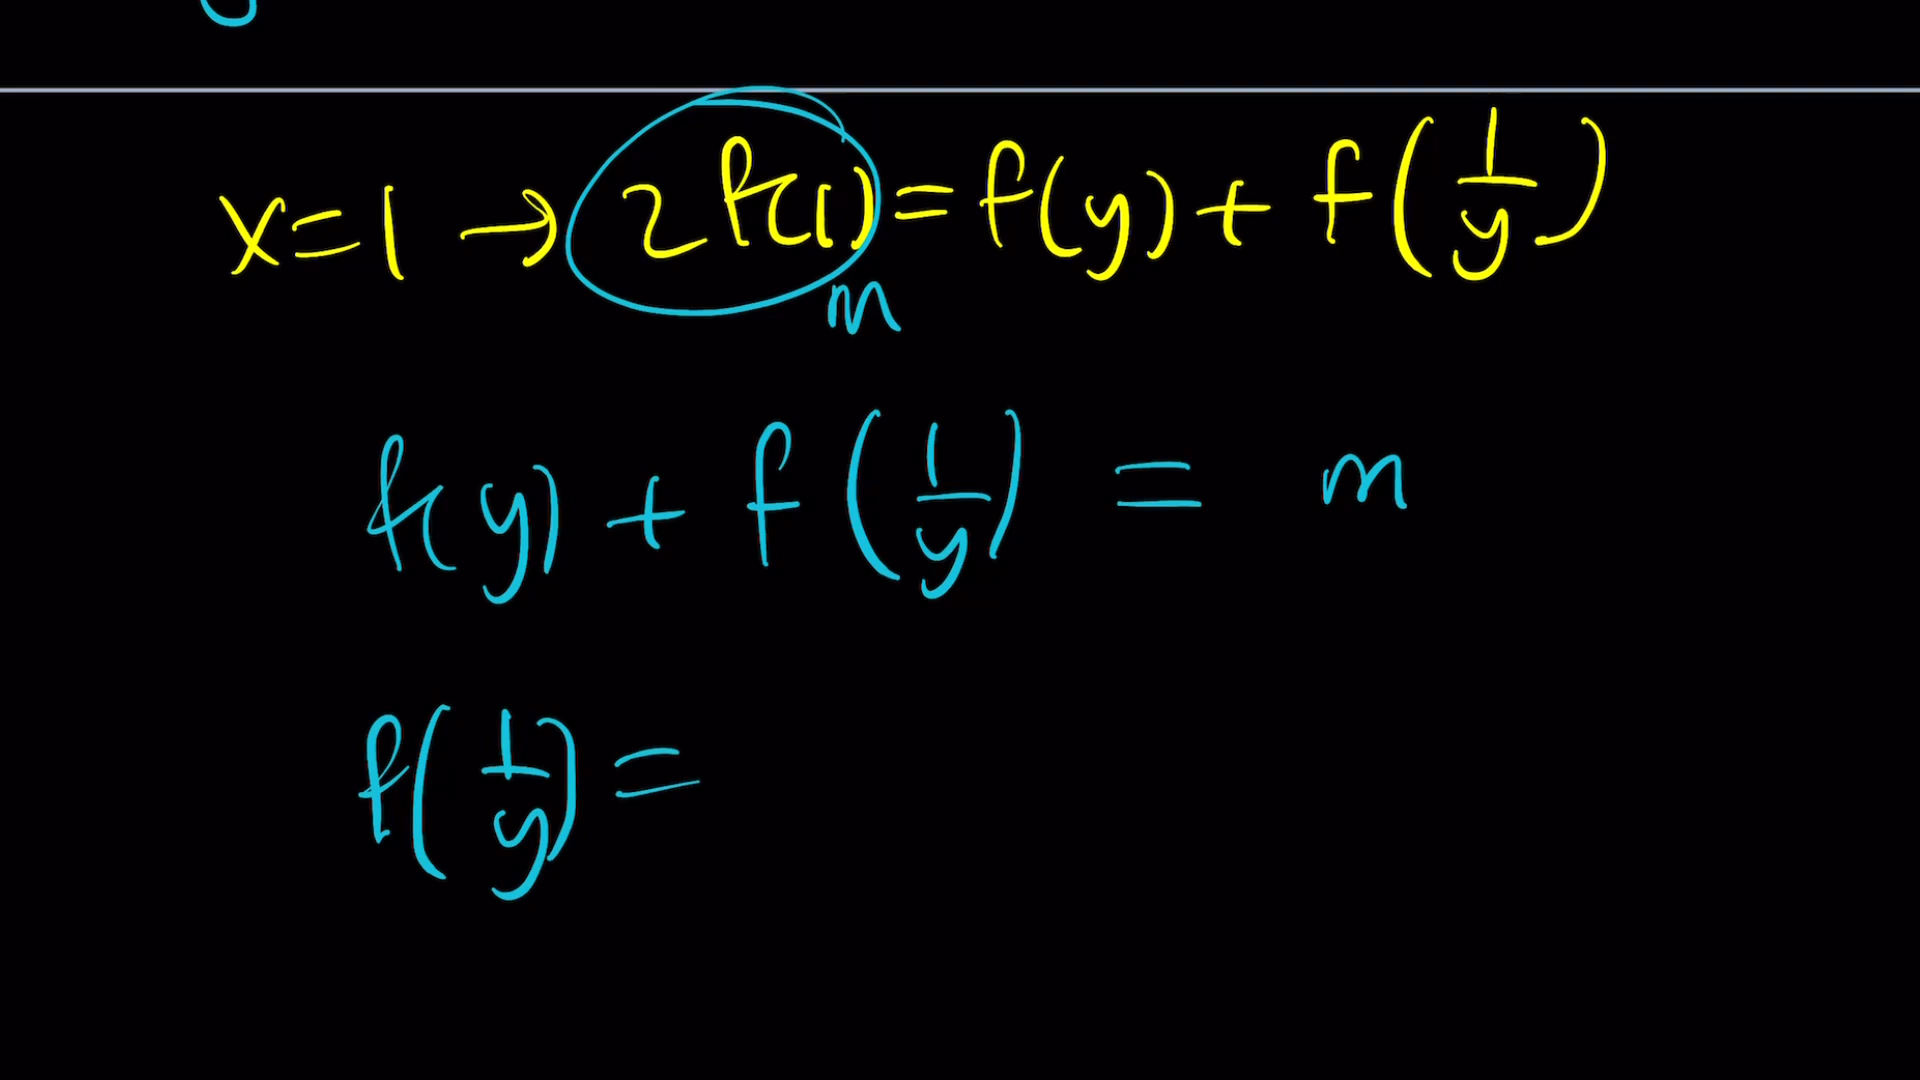 x=1 → 2f(1) = f(y) + f(1/y)
m
f(y) + f(1/y) = m
f(1/y) =